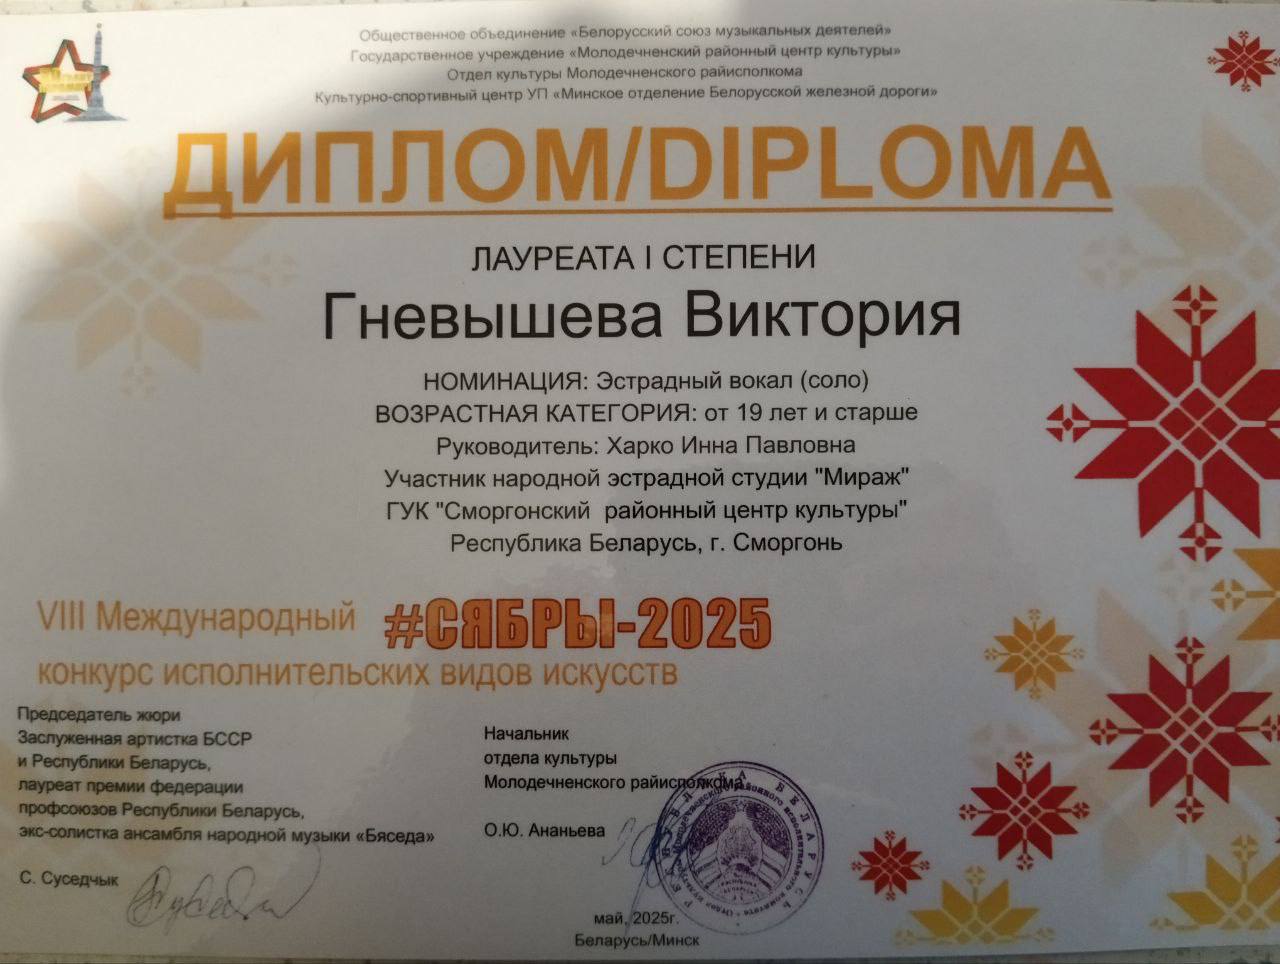 Общественное объединение «Белорусский союз музыкальных деятелей»
Государственное учреждение «Молодечненский районный центр культуры»
Отдел культуры Молодечненского райисполкома
Культурно-спортивный центр УП «Минское отделение Белорусской железной дороги»
ДИПЛОМ/DIPLOMA
ЛАУРЕАТА I СТЕПЕНИ
Гневышева Виктория
НОМИНАЦИЯ: Эстрадный вокал (соло)
ВОЗРАСТНАЯ КАТЕГОРИЯ: от 19 лет и старше
Руководитель: Харко Инна Павловна
Участник народной эстрадной студии "Мираж"
ГУК "Сморгонский районный центр культуры"
Республика Беларусь, г. Сморгонь
VIII Международный #СЯБРЫ-2025
конкурс исполнительских видов искусств
Председатель жюри
Заслуженная артистка БССР
и Республики Беларусь,
лауреат премии федерации
профсоюзов Республики Беларусь,
экс-солистка ансамбля народной музыки «Бяседа»
С. Суседчык
Начальник
отдела культуры
Молодечненского райисполкома
О.Ю. Ананьева
РЭСПУБЛІКА БЕЛАРУСЬ
май, 2025г.
Беларусь/Минск